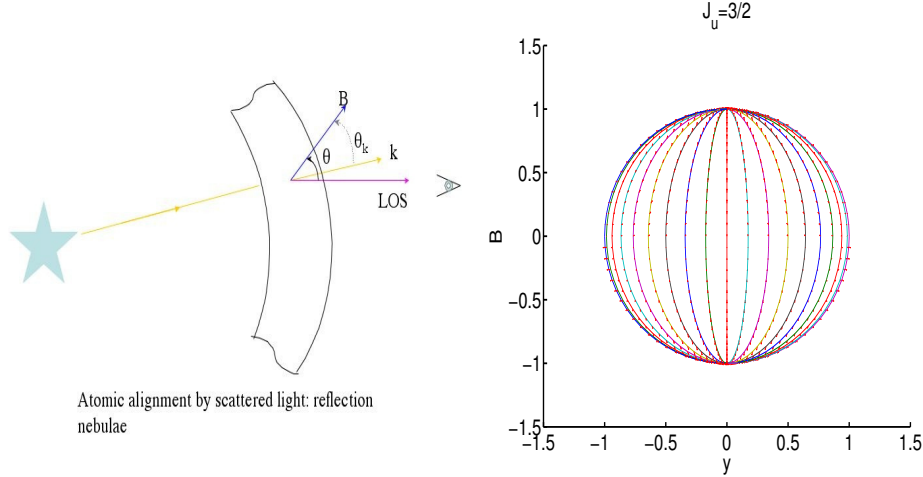 B
θ
θk
k
LOS
Atomic alignment by scattered light: reflection
nebulae
J_u=3/2
1.5
1
0.5
0
−0.5
−1
−1.5
B
−1.5
−1
−0.5
0
0.5
1
1.5
y